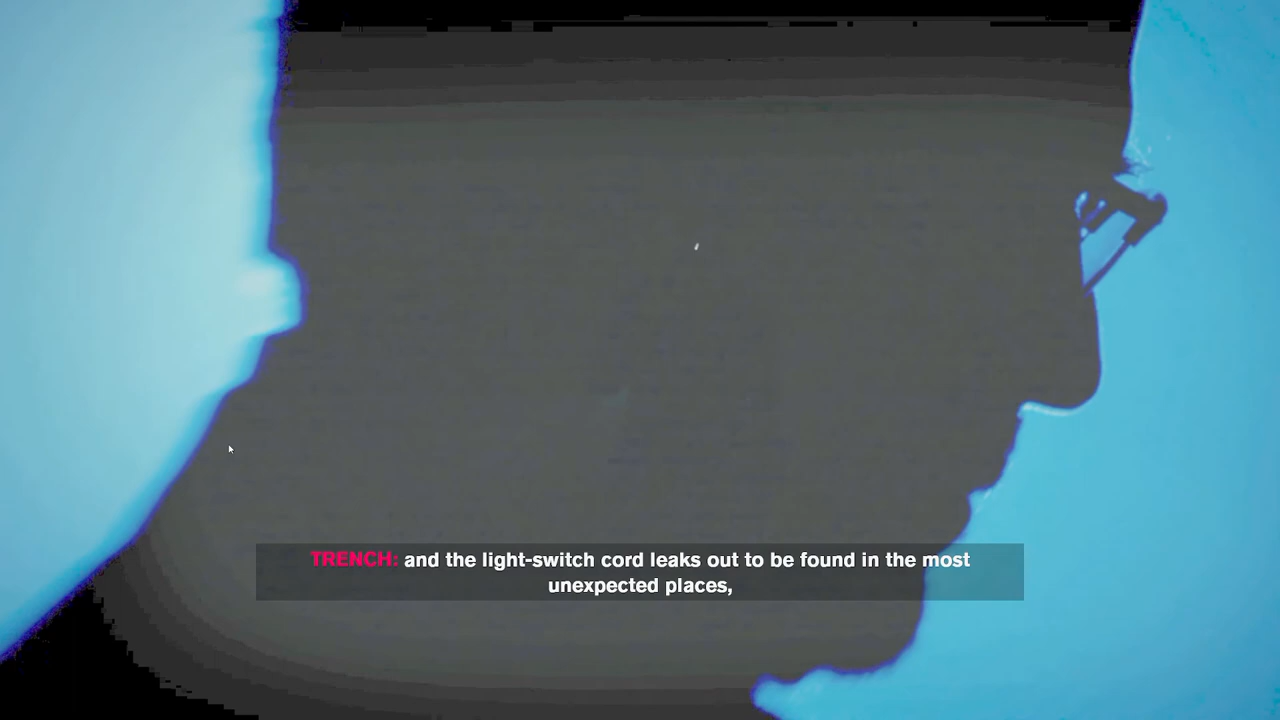 TRENCH: and the light-switch cord leaks out to be found in the most
unexpected places,